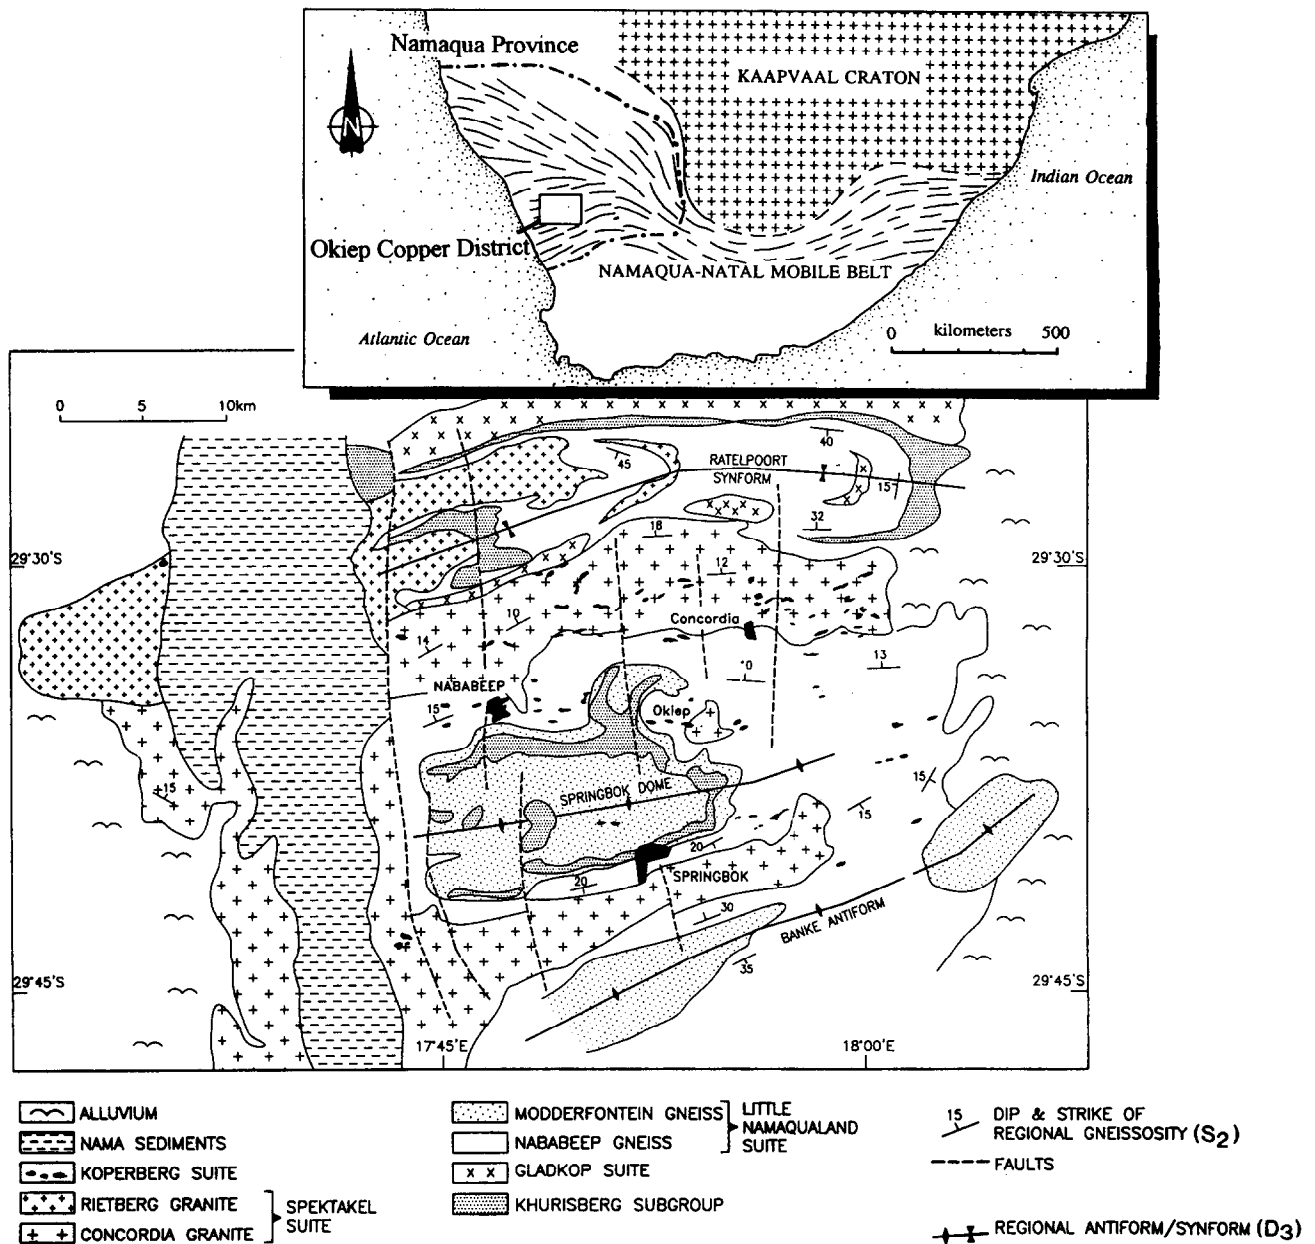 Namaqua Province
KAAPVAAL CRATON
N
Indian Ocean
Okiep Copper District
NAMAQUA-NATAL MOBILE BELT
Atlantic Ocean
0 kilometers 500
0 5 10km
40
RATELPOORT
SYNFORM
45
15
32
18
29°30'S
29°30'S
12
10
Concordia
14
13
°0
NABABEEP
15
Okiep
15
15
SPRINGBOK DOME
15
20
SPRINGBOK
20
30
BANKE ANTIFORM
35
29°45'S
29°45'S
17°45'E
18°00'E
ALLUVIUM
NAMA SEDIMENTS
KOPERBERG SUITE
RIETBERG GRANITE
CONCORDIA GRANITE
SPEKTAKEL
SUITE
MODDERFONTEIN GNEISS
NABABEEP GNEISS
LITTLE
NAMAQUALAND
SUITE
GLADKOP SUITE
KHURISBERG SUBGROUP
15
DIP & STRIKE OF
REGIONAL GNEISSOSITY (S2)
FAULTS
REGIONAL ANTIFORM/SYNFORM (D3)